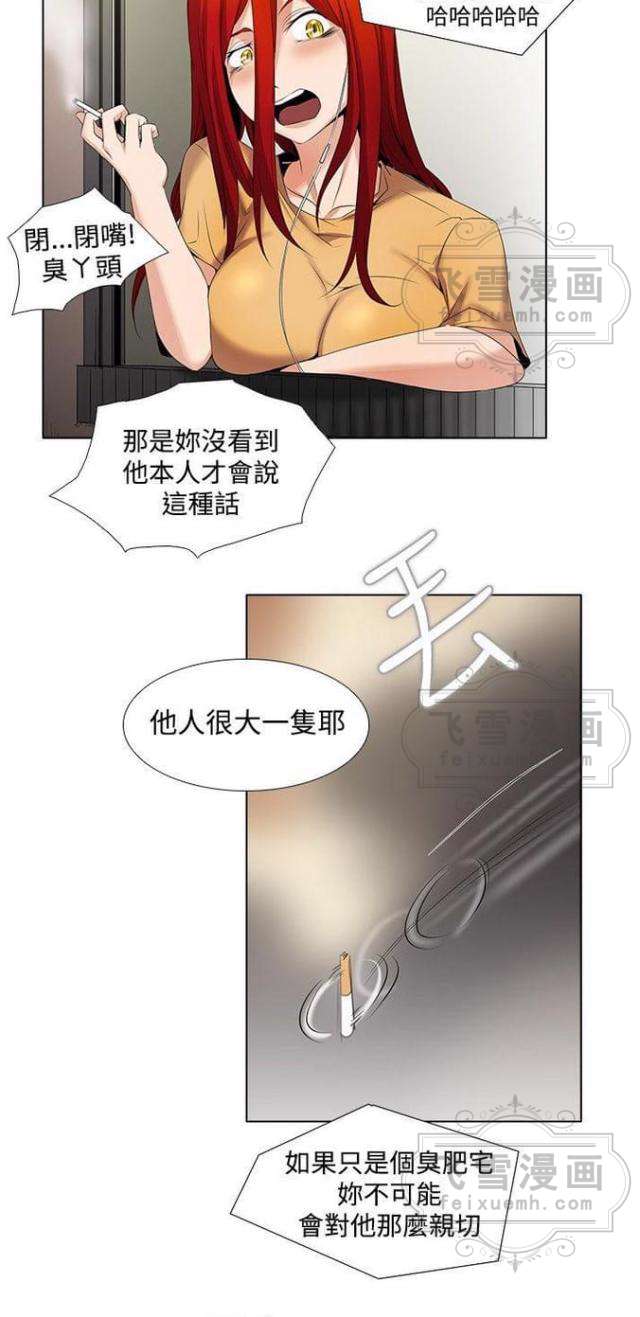 哈哈哈哈哈
閉...閉嘴!
臭丫頭
飞雪漫画
feixuemh.com
那是妳沒看到
他本人才會說
這種話
丟
他人很大一隻耶
飞雪漫画
feixuemh.com
如果只是個臭肥宅
妳不可能
會對他那麼親切
飞雪漫画
feixuemh.com